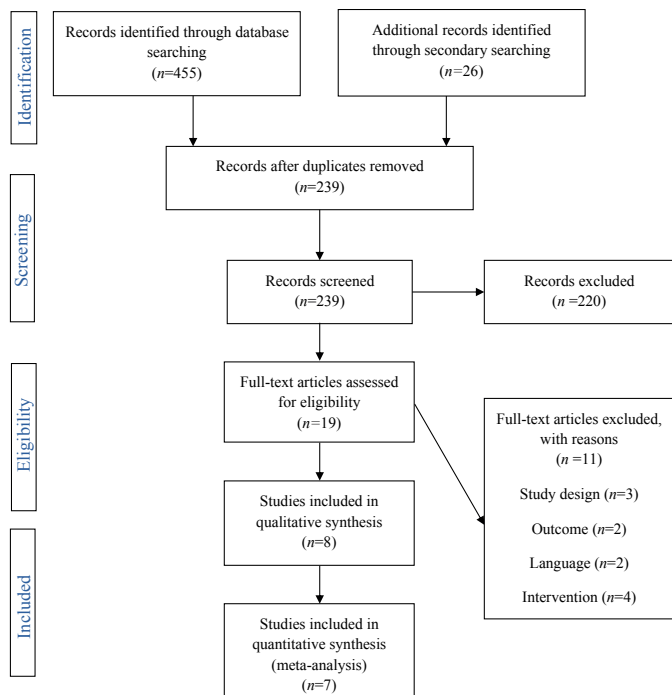 Identification
Records identified through database
searching
(n=455)
Additional records identified
through secondary searching
(n=26)
Records after duplicates removed
(n=239)
Screening
Records screened
(n=239)
Records excluded
(n =220)
Eligibility
Full-text articles assessed
for eligibility
(n=19)
Full-text articles excluded,
with reasons
(n =11)
Study design (n=3)
Outcome (n=2)
Language (n=2)
Intervention (n=4)
Studies included in
qualitative synthesis
(n=8)
Included
Studies included in
quantitative synthesis
(meta-analysis)
(n=7)